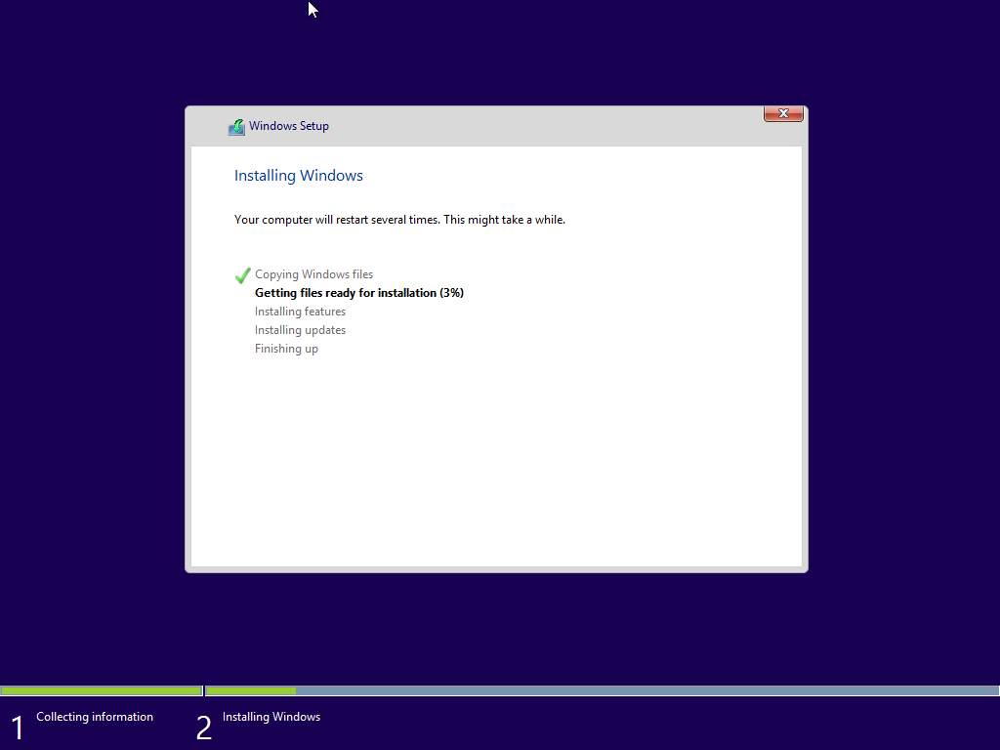 Windows Setup
Installing Windows
Your computer will restart several times. This might take a while.
Copying Windows files
Getting files ready for installation (3%)
Installing features
Installing updates
Finishing up
1 Collecting information
2 Installing Windows